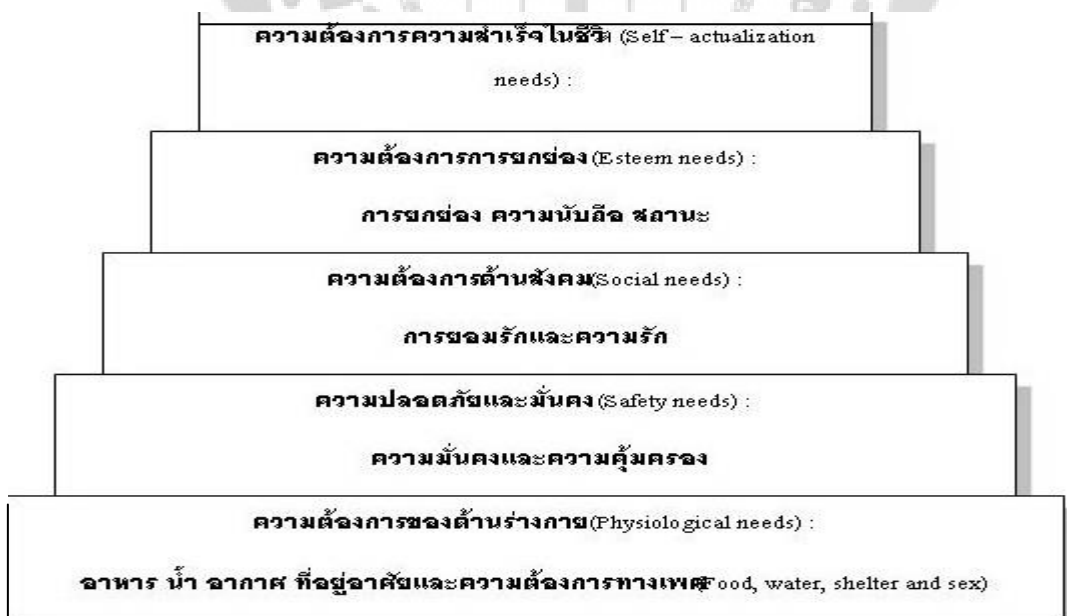 ความต้องการความสำเร็จในชีวิต (Self – actualization
needs) :
ความต้องการการยกย่อง(Esteem needs) :
การยกย่อง ความนับถือ สถานะ
ความต้องการด้านสังคม(Social needs) :
การยอมรักและความรัก
ความปลอดภัยและมั่นคง(Safety needs) :
ความมั่นคงและความคุ้มครอง
ความต้องการของด้านร่างกาย(Physiological needs) :
อาหาร น้ำ อากาศ ที่อยู่อาศัยและความต้องการทางเพศ(Food, water, shelter and sex)